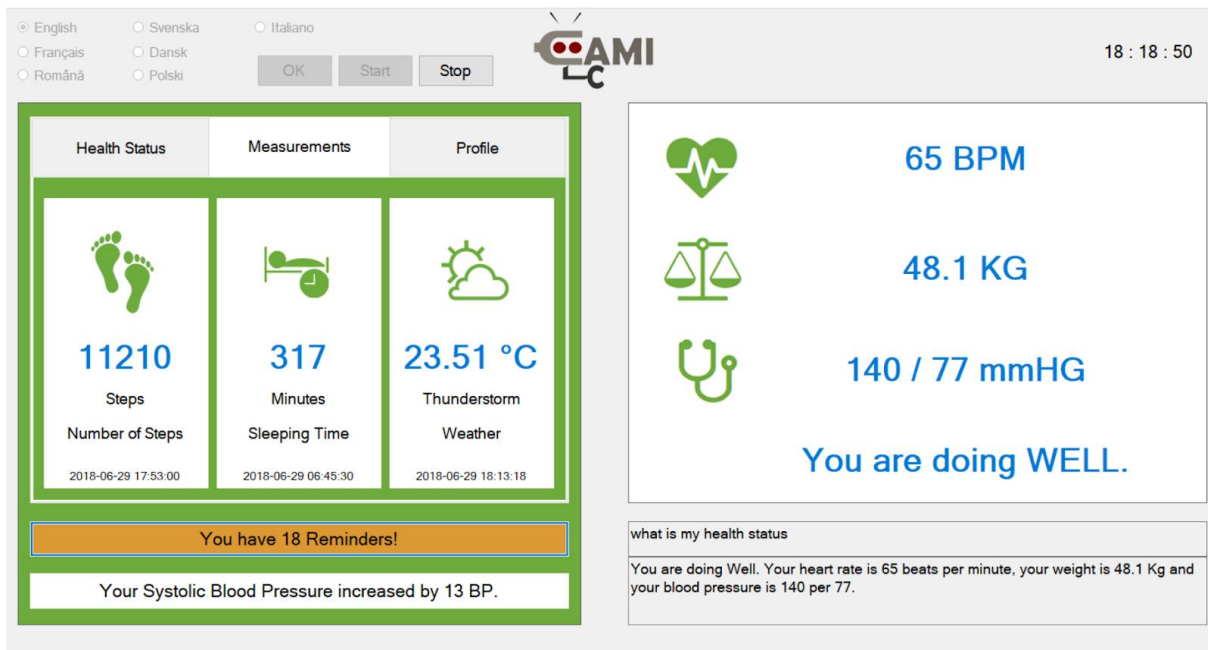 English Svenska Italiano
Français Dansk
Română Polski
OK Start Stop
CAMI
18 : 18 : 50
Health Status Measurements Profile
11210 317 23.51 °C
Steps Minutes Thunderstorm
Number of Steps Sleeping Time Weather
2018-06-29 17:53:00 2018-06-29 06:45:30 2018-06-29 18:13:18
You have 18 Reminders!
Your Systolic Blood Pressure increased by 13 BP.
65 BPM
48.1 KG
140 / 77 mmHG
You are doing WELL.
what is my health status
You are doing Well. Your heart rate is 65 beats per minute, your weight is 48.1 Kg and
your blood pressure is 140 per 77.